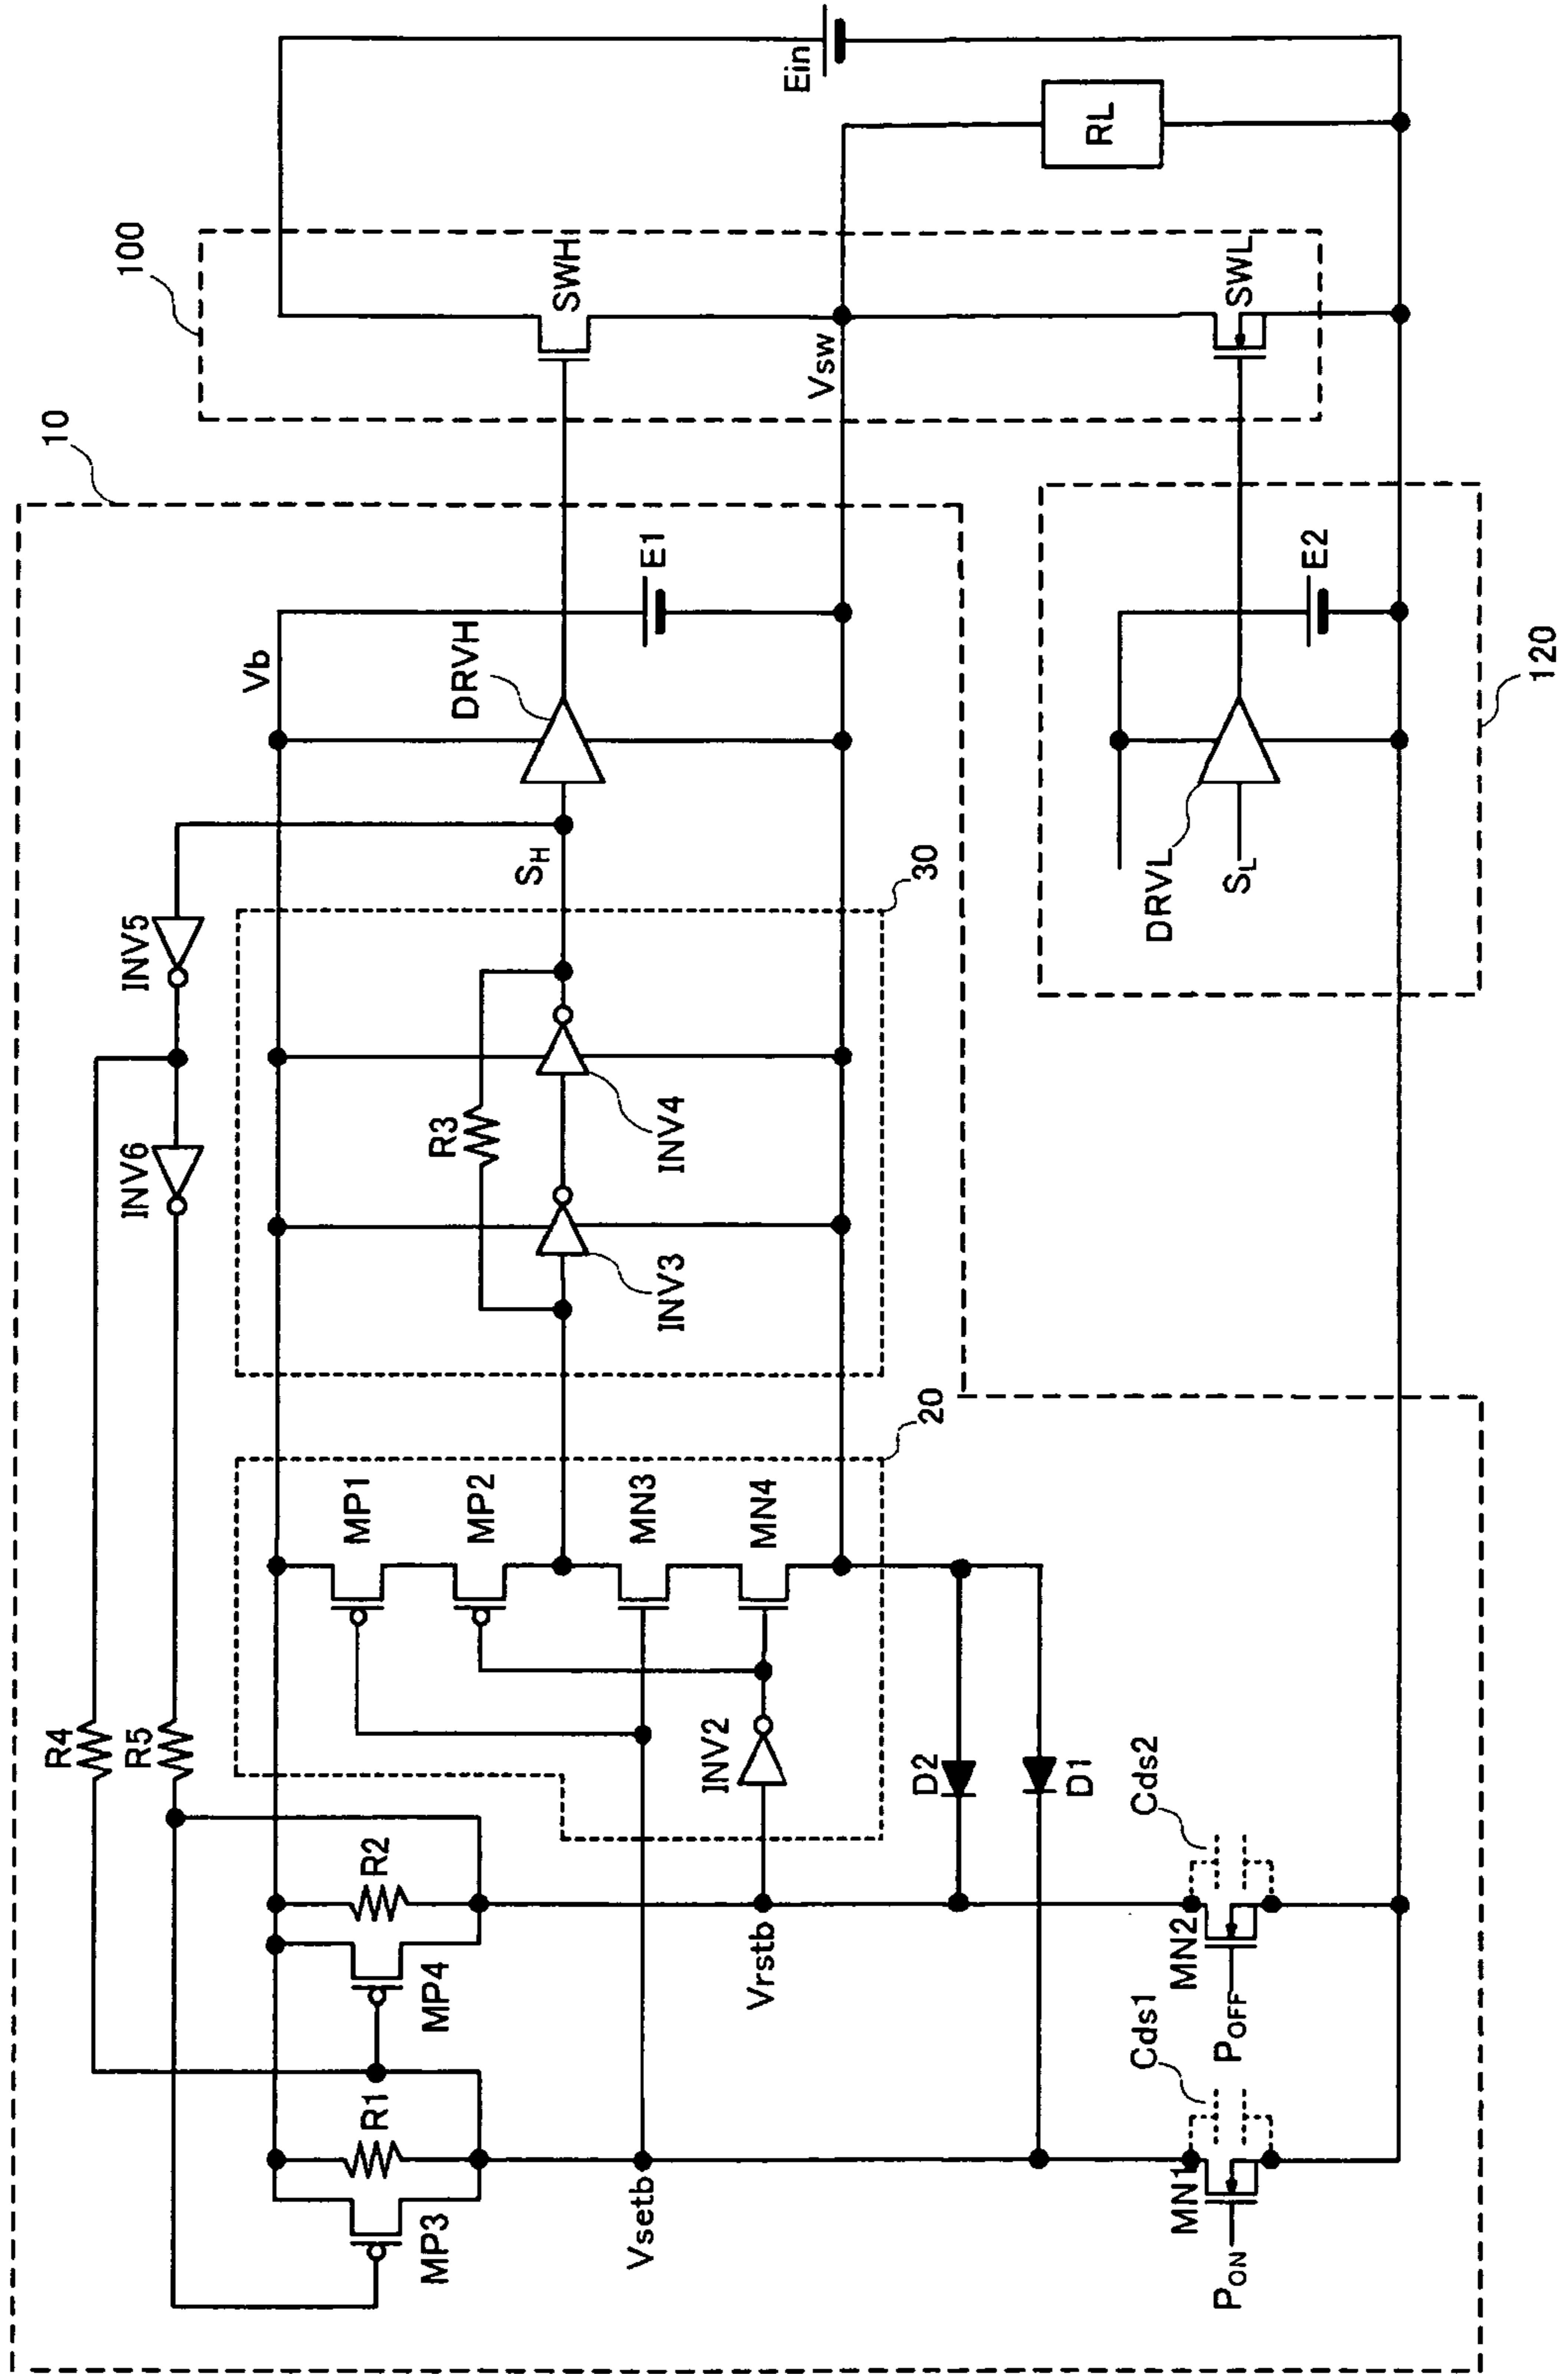 10
100
Vb
E1
DRVH
SH
INV5
INV6
R3
INV4
INV3
30
20
MP1
MP2
MN3
MN4
INV2
R4
R5
R2
MP4
R1
MP3
Vsetb
Vrstb
D2
D1
Cds2
Cds1
MN2
POFF
MN1
PON
SWH
Vsw
SWL
Ein
RL
E2
DRVL
SL
120